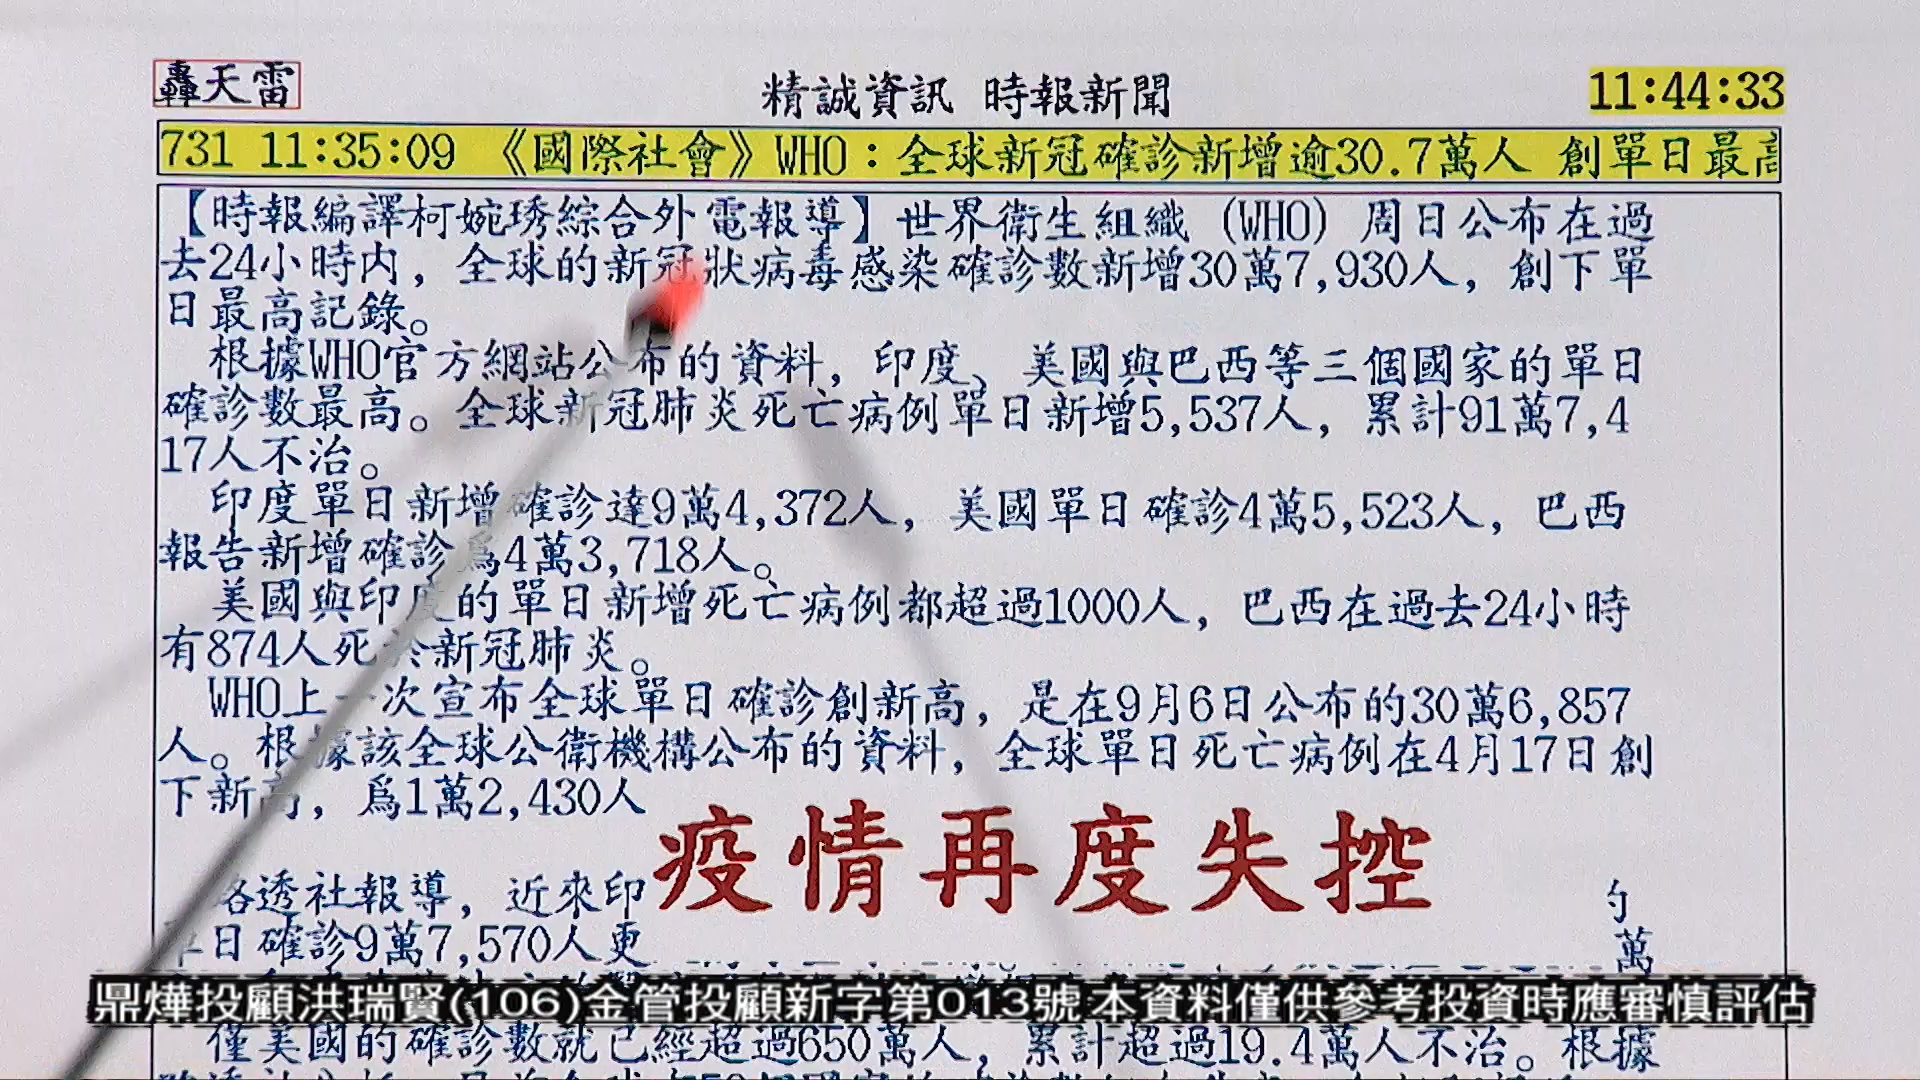 轟天雷
精誠資訊 時報新聞
11:44:33
731 11:35:09 《國際社會》WHO：全球新冠確診新增逾30.7萬人 創單日最高
【時報編譯柯婉琇綜合外電報導】世界衛生組織（WHO）周日公布在過
去24小時內，全球的新冠狀病毒感染確診數新增30萬7,930人，創下單
日最高記錄。
根據WHO官方網站公布的資料，印度、美國與巴西等三個國家的單日
確診數最高。全球新冠肺炎死亡病例單日新增5,537人，累計91萬7,4
17人不治。
印度單日新增確診達9萬4,372人，美國單日確診4萬5,523人，巴西
報告新增確診爲4萬3,718人。
美國與印度的單日新增死亡病例都超過1000人，巴西在過去24小時
有874人死於新冠肺炎。
WHO上一次宣布全球單日確診創新高，是在9月6日公布的30萬6,857
人。根據該全球公衛機構公布的資料，全球單日死亡病例在4月17日創
下新高，爲1萬2,430人
疫情再度失控
路透社報導，近來印
單日確診9萬7,570人更
萬
鼎燁投顧洪瑞賢(106)金管投顧新字第013號 本資料僅供參考投資時應審慎評估
僅美國的確診數就已經超過650萬人，累計超過19.4萬人不治。根據